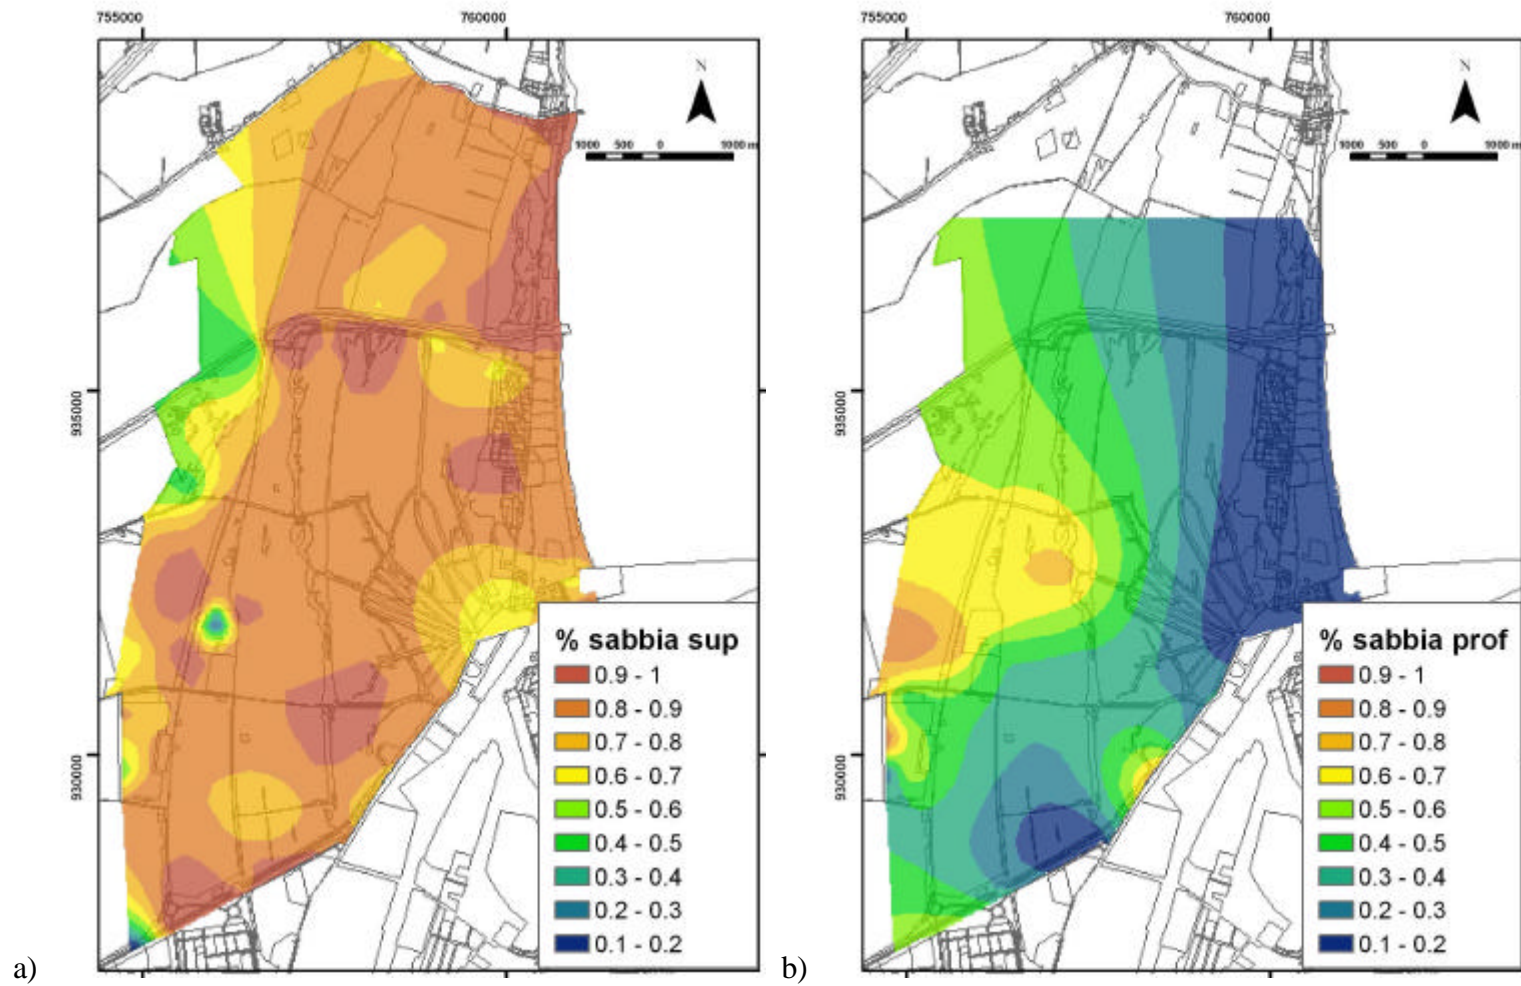 755000 760000
N
1000 500 0 1000 m
935000
930000
% sabbia sup
0.9 - 1
0.8 - 0.9
0.7 - 0.8
0.6 - 0.7
0.5 - 0.6
0.4 - 0.5
0.3 - 0.4
0.2 - 0.3
0.1 - 0.2
a)
755000 760000
N
1000 500 0 1000 m
935000
930000
% sabbia prof
0.9 - 1
0.8 - 0.9
0.7 - 0.8
0.6 - 0.7
0.5 - 0.6
0.4 - 0.5
0.3 - 0.4
0.2 - 0.3
0.1 - 0.2
b)